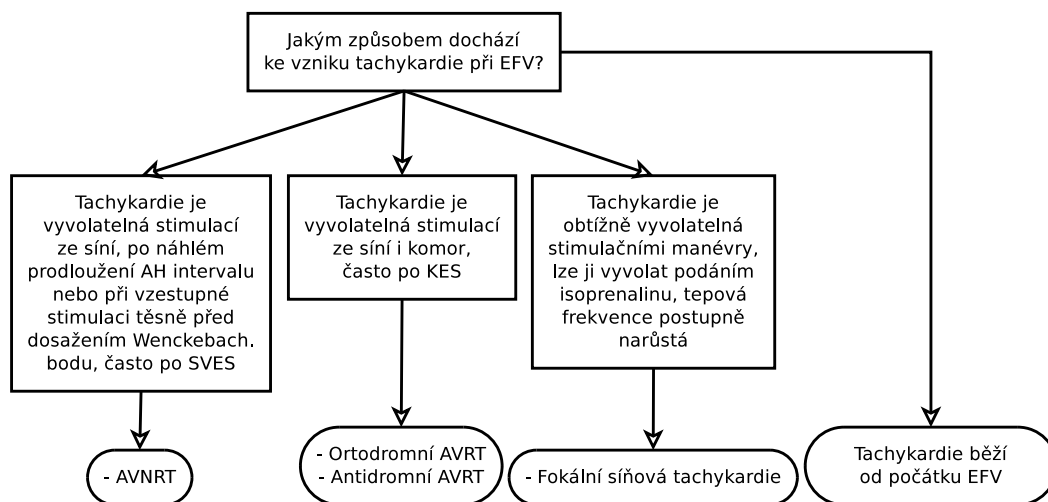 Jakým způsobem dochází
ke vzniku tachykardie při EFV?
Tachykardie je
vyvolatelná stimulací
ze síní, po náhlém
prodloužení AH intervalu
nebo při vzestupné
stimulaci těsně před
dosažením Wenckebach.
bodu, často po SVES
Tachykardie je
vyvolatelná stimulací
ze síní i komor,
často po KES
Tachykardie je
obtížně vyvolatelná
stimulačními manévry,
lze ji vyvolat podáním
isoprenalinu, tepová
frekvence postupně
narůstá
- AVNRT
- Ortodromní AVRT
- Antidromní AVRT
- Fokální síňová tachykardie
Tachykardie běží
od počátku EFV